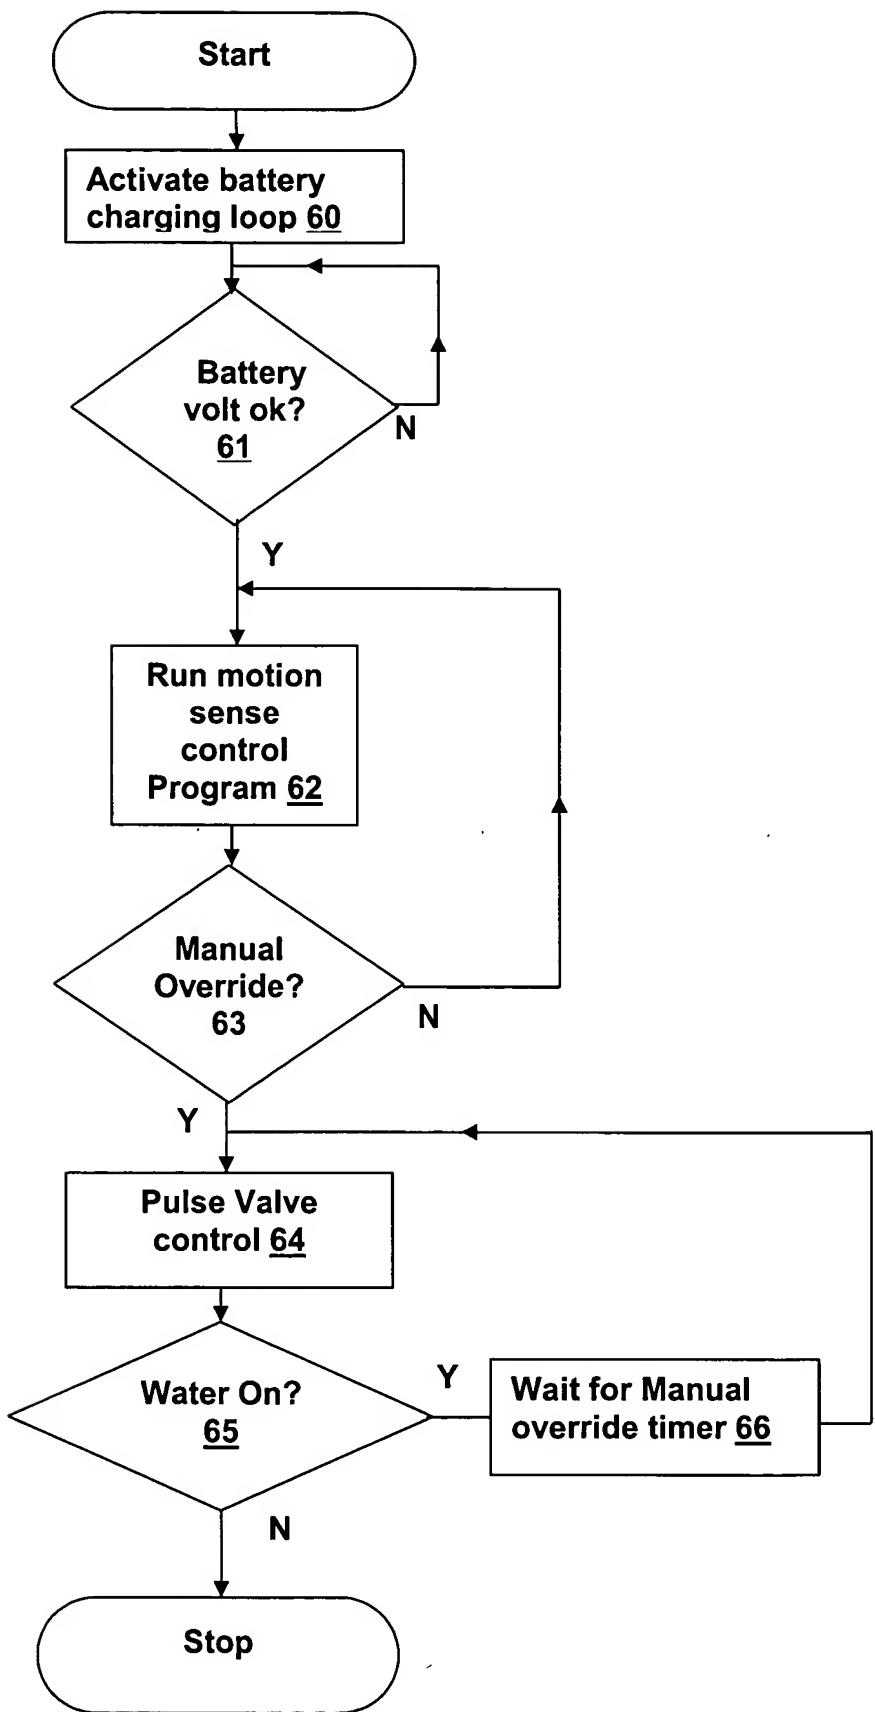 Start
Activate battery
charging loop 60
Battery
volt ok?
61
N
Y
Run motion
sense
control
Program 62
Manual
Override?
63
N
Y
Pulse Valve
control 64
Water On?
65
Y
Wait for Manual
override timer 66
N
Stop